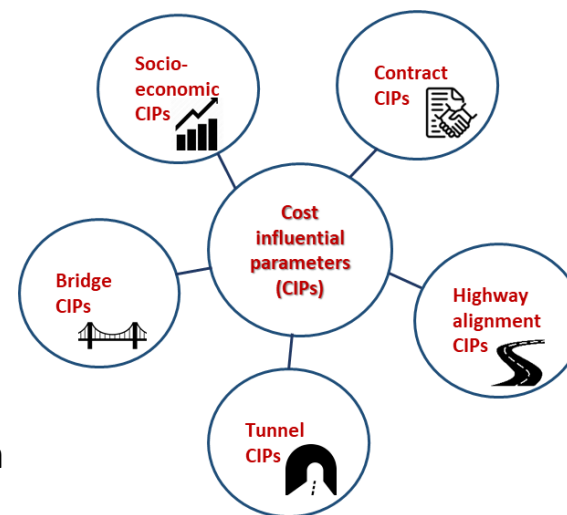 Socio-
economic
CIPs
Contract
CIPs
Cost
influential
parameters
(CIPs)
Bridge
CIPs
Highway
alignment
CIPs
Tunnel
CIPs